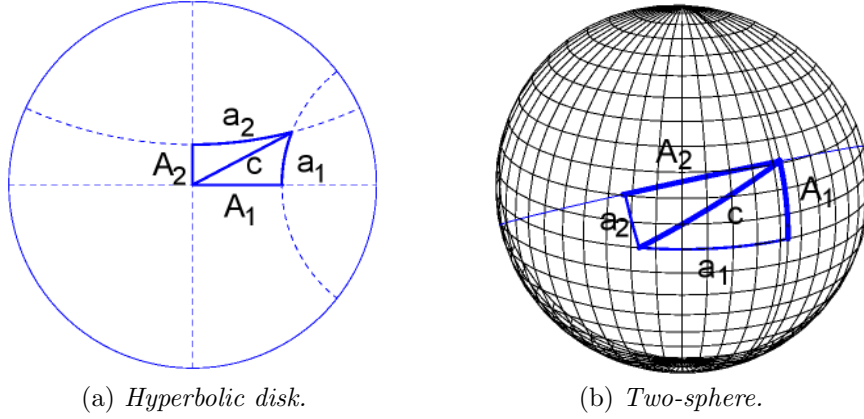 a₂
A₂
c
a₁
A₁
(a) Hyperbolic disk.
A₂
A₁
a₂
c
a₁
(b) Two-sphere.